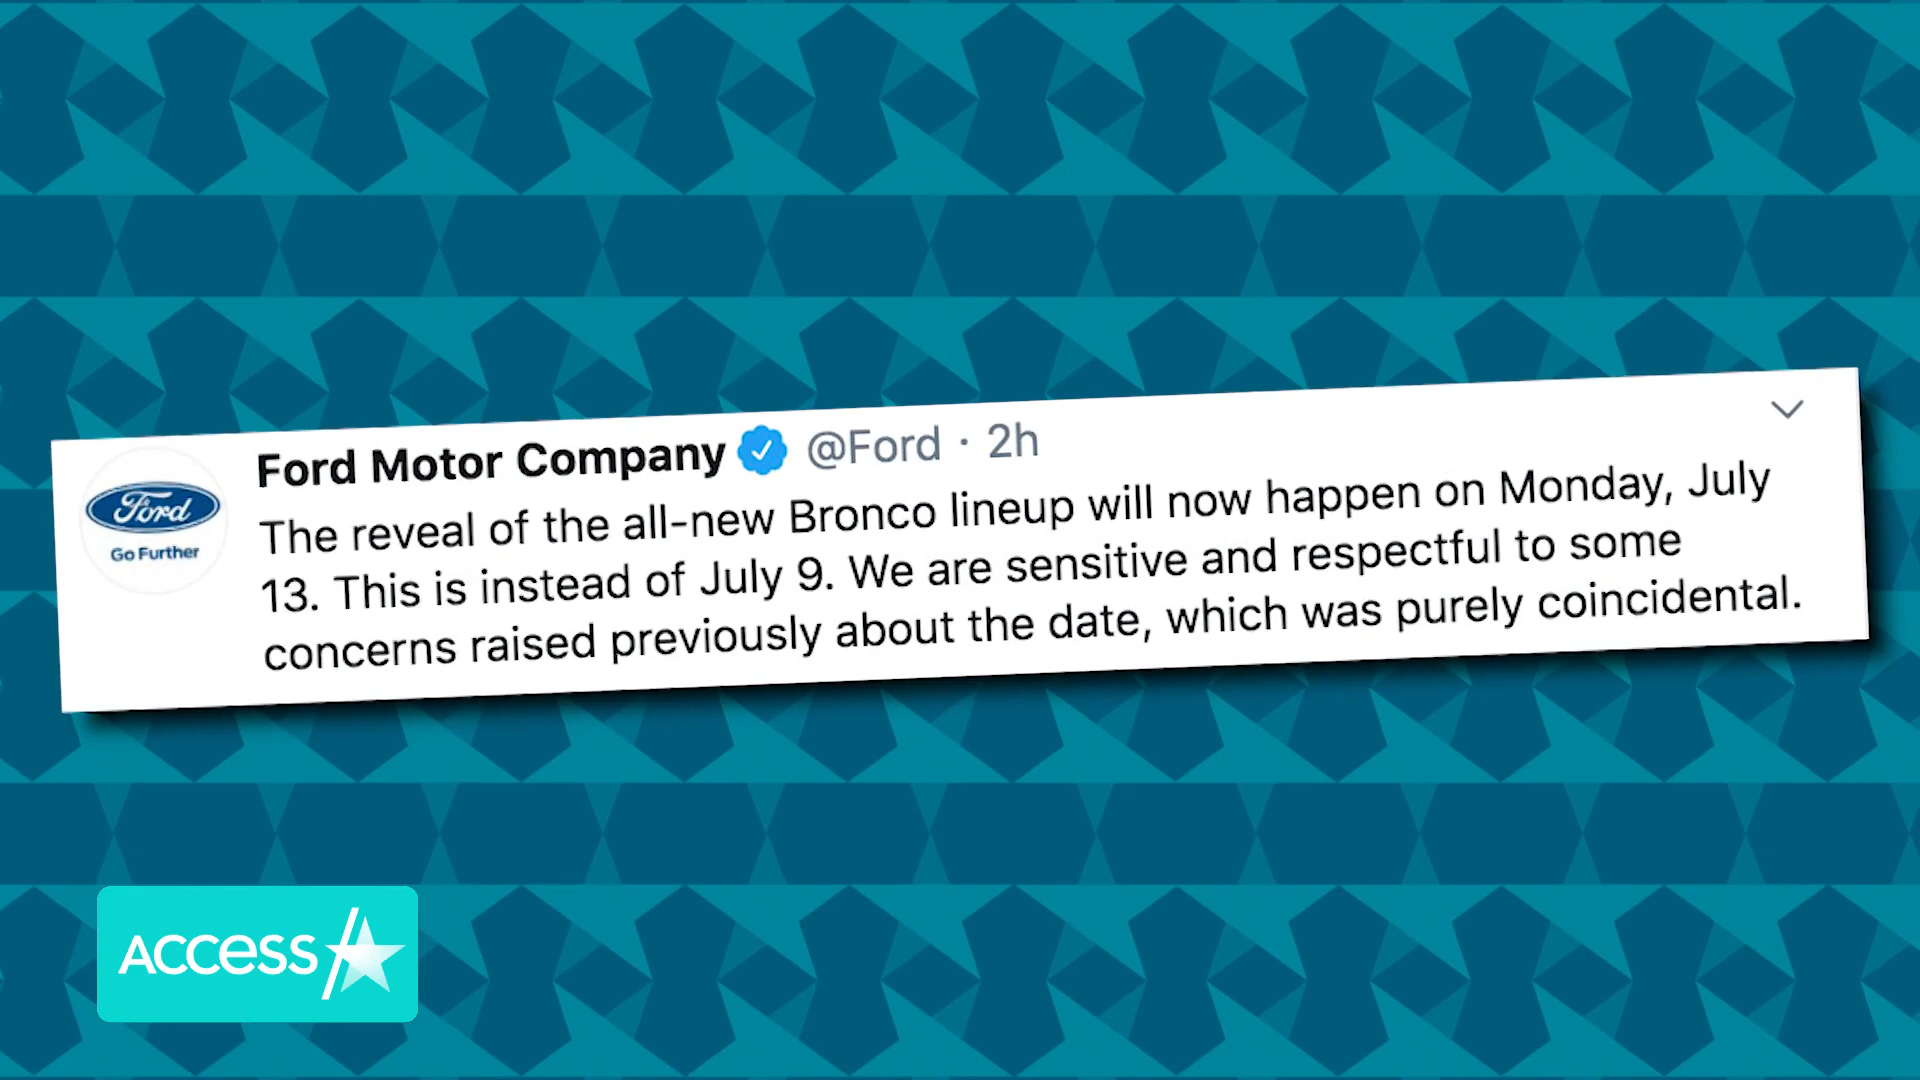 Ford Motor Company @Ford · 2h
The reveal of the all-new Bronco lineup will now happen on Monday, July
13. This is instead of July 9. We are sensitive and respectful to some
concerns raised previously about the date, which was purely coincidental.
Ford
Go Further
ACCESS